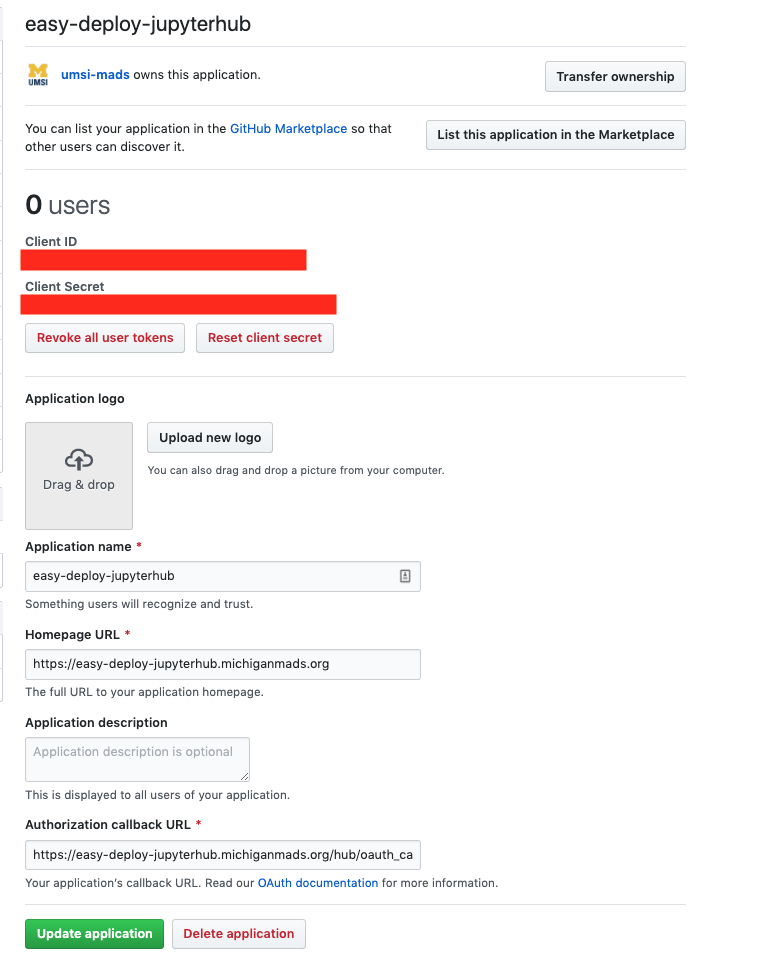 easy-deploy-jupyterhub
UMSI
umsi-mads owns this application.
Transfer ownership
You can list your application in the GitHub Marketplace so that
other users can discover it.
List this application in the Marketplace
0 users
Client ID
Client Secret
Revoke all user tokens
Reset client secret
Application logo
Drag & drop
Upload new logo
You can also drag and drop a picture from your computer.
Application name *
easy-deploy-jupyterhub
Something users will recognize and trust.
Homepage URL *
https://easy-deploy-jupyterhub.michiganmads.org
The full URL to your application homepage.
Application description
Application description is optional
This is displayed to all users of your application.
Authorization callback URL *
https://easy-deploy-jupyterhub.michiganmads.org/hub/oauth_ca
Your application's callback URL. Read our OAuth documentation for more information.
Update application
Delete application